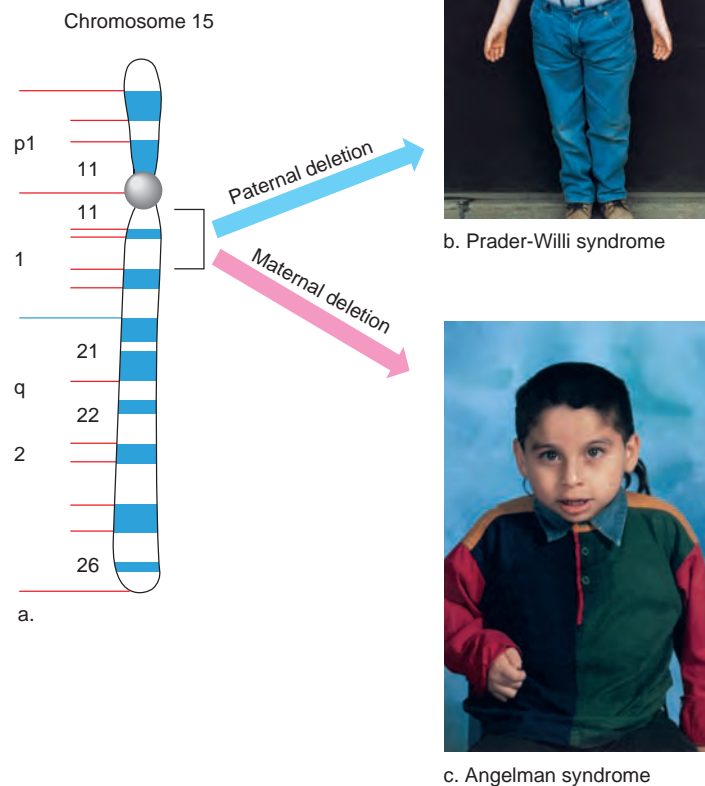 Chromosome 15
p1
11
11
1
21
q
22
2
26
a.
Paternal deletion
Maternal deletion
b. Prader-Willi syndrome
c. Angelman syndrome